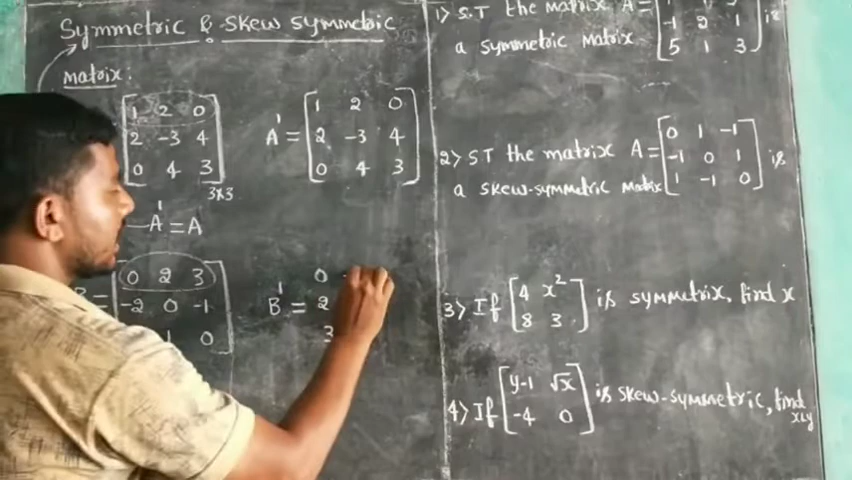 Symmetric & Skew symmetric
matrix:
[1 2 0
2 -3 4
0 4 3]3x3
A' = [1 2 0
2 -3 4
0 4 3]
A' = A
= [0 2 3
-2 0 -1
1 0]
B' = 0
2
3
1> S.T the matrix A = [
-1 2 1
5 1 3] is
a symmetric matrix
2> S T the matrix A = [0 1 -1
-1 0 1
1 -1 0] is
a skew-symmetric matrix
3> If [4 x²
8 3] is symmetrix, find x
4> If [y-1 √x
-4 0] is skew-symmetric, find
x & y